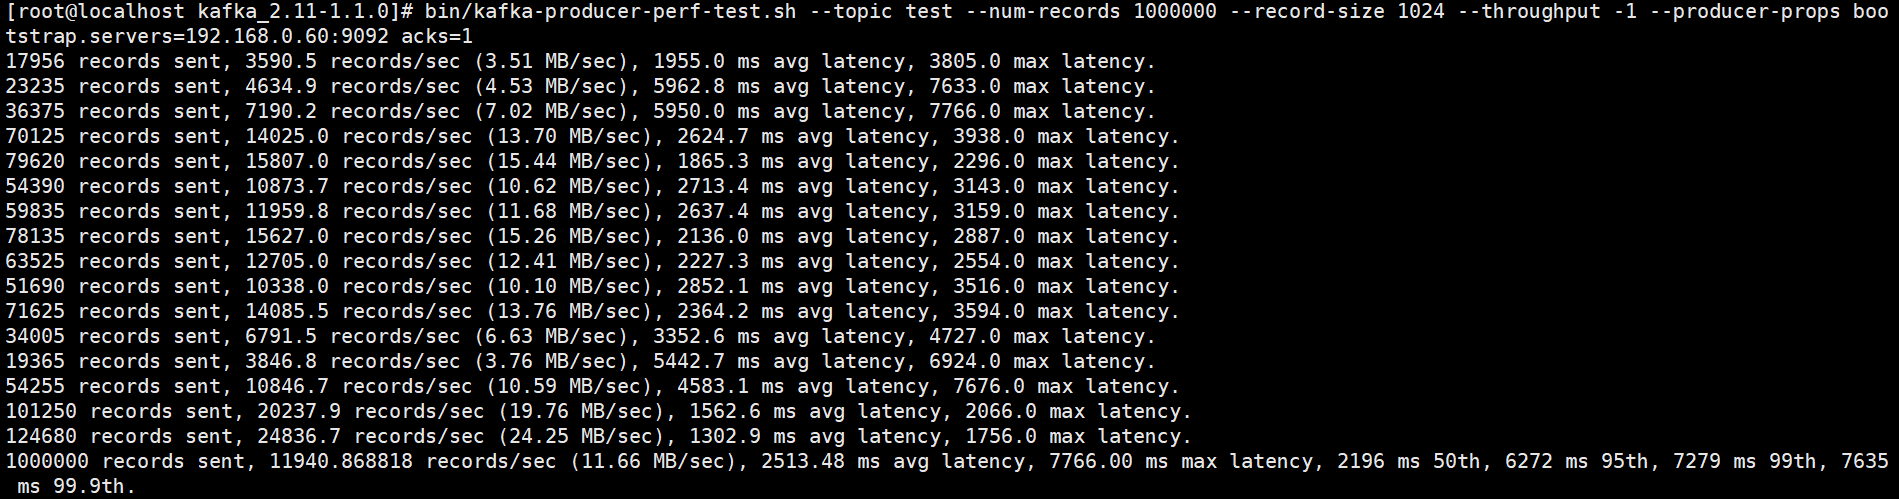 [root@localhost kafka_2.11-1.1.0]# bin/kafka-producer-perf-test.sh --topic test --num-records 1000000 --record-size 1024 --throughput -1 --producer-props boo
tstrap.servers=192.168.0.60:9092 acks=1
17956 records sent, 3590.5 records/sec (3.51 MB/sec), 1955.0 ms avg latency, 3805.0 max latency.
23235 records sent, 4634.9 records/sec (4.53 MB/sec), 5962.8 ms avg latency, 7633.0 max latency.
36375 records sent, 7190.2 records/sec (7.02 MB/sec), 5950.0 ms avg latency, 7766.0 max latency.
70125 records sent, 14025.0 records/sec (13.70 MB/sec), 2624.7 ms avg latency, 3938.0 max latency.
79620 records sent, 15807.0 records/sec (15.44 MB/sec), 1865.3 ms avg latency, 2296.0 max latency.
54390 records sent, 10873.7 records/sec (10.62 MB/sec), 2713.4 ms avg latency, 3143.0 max latency.
59835 records sent, 11959.8 records/sec (11.68 MB/sec), 2637.4 ms avg latency, 3159.0 max latency.
78135 records sent, 15627.0 records/sec (15.26 MB/sec), 2136.0 ms avg latency, 2887.0 max latency.
63525 records sent, 12705.0 records/sec (12.41 MB/sec), 2227.3 ms avg latency, 2554.0 max latency.
51690 records sent, 10338.0 records/sec (10.10 MB/sec), 2852.1 ms avg latency, 3516.0 max latency.
71625 records sent, 14085.5 records/sec (13.76 MB/sec), 2364.2 ms avg latency, 3594.0 max latency.
34005 records sent, 6791.5 records/sec (6.63 MB/sec), 3352.6 ms avg latency, 4727.0 max latency.
19365 records sent, 3846.8 records/sec (3.76 MB/sec), 5442.7 ms avg latency, 6924.0 max latency.
54255 records sent, 10846.7 records/sec (10.59 MB/sec), 4583.1 ms avg latency, 7676.0 max latency.
101250 records sent, 20237.9 records/sec (19.76 MB/sec), 1562.6 ms avg latency, 2066.0 max latency.
124680 records sent, 24836.7 records/sec (24.25 MB/sec), 1302.9 ms avg latency, 1756.0 max latency.
1000000 records sent, 11940.868818 records/sec (11.66 MB/sec), 2513.48 ms avg latency, 7766.00 ms max latency, 2196 ms 50th, 6272 ms 95th, 7279 ms 99th, 7635
 ms 99.9th.